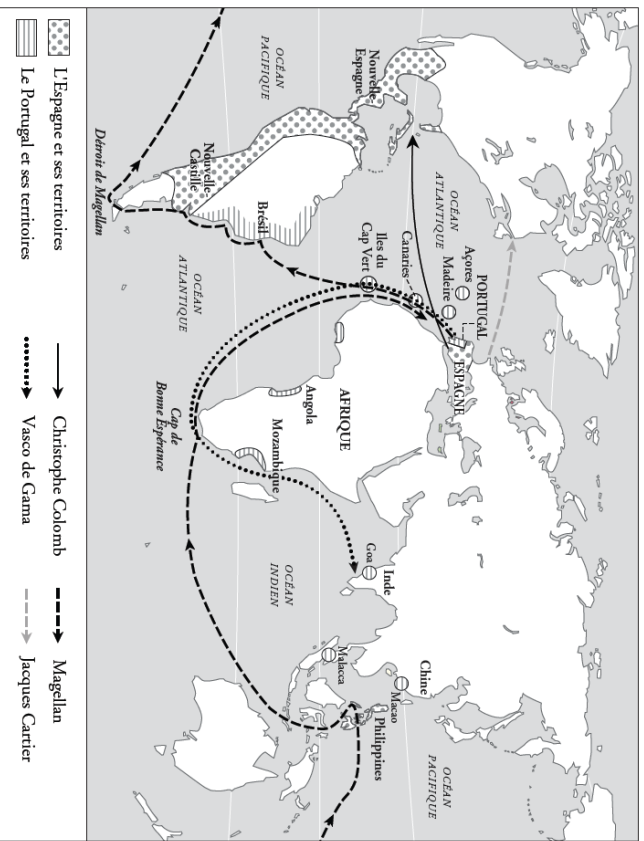 OCÉAN
PACIFIQUE
Nouvelle-
Espagne
OCÉAN
ATLANTIQUE
Açores
Madeire
PORTUGAL
ESPAGNE
Canaries
Iles du
Cap Vert
Nouvelle-
Castille
Brésil
OCÉAN
ATLANTIQUE
Détroit de Magellan
AFRIQUE
Angola
Mozambique
Cap de
Bonne Espérance
Inde
Goa
OCÉAN
INDIEN
Chine
Macao
Malacca
Philippines
OCÉAN
PACIFIQUE
L'Espagne et ses territoires
Le Portugal et ses territoires
Christophe Colomb
Vasco de Gama
Magellan
Jacques Cartier